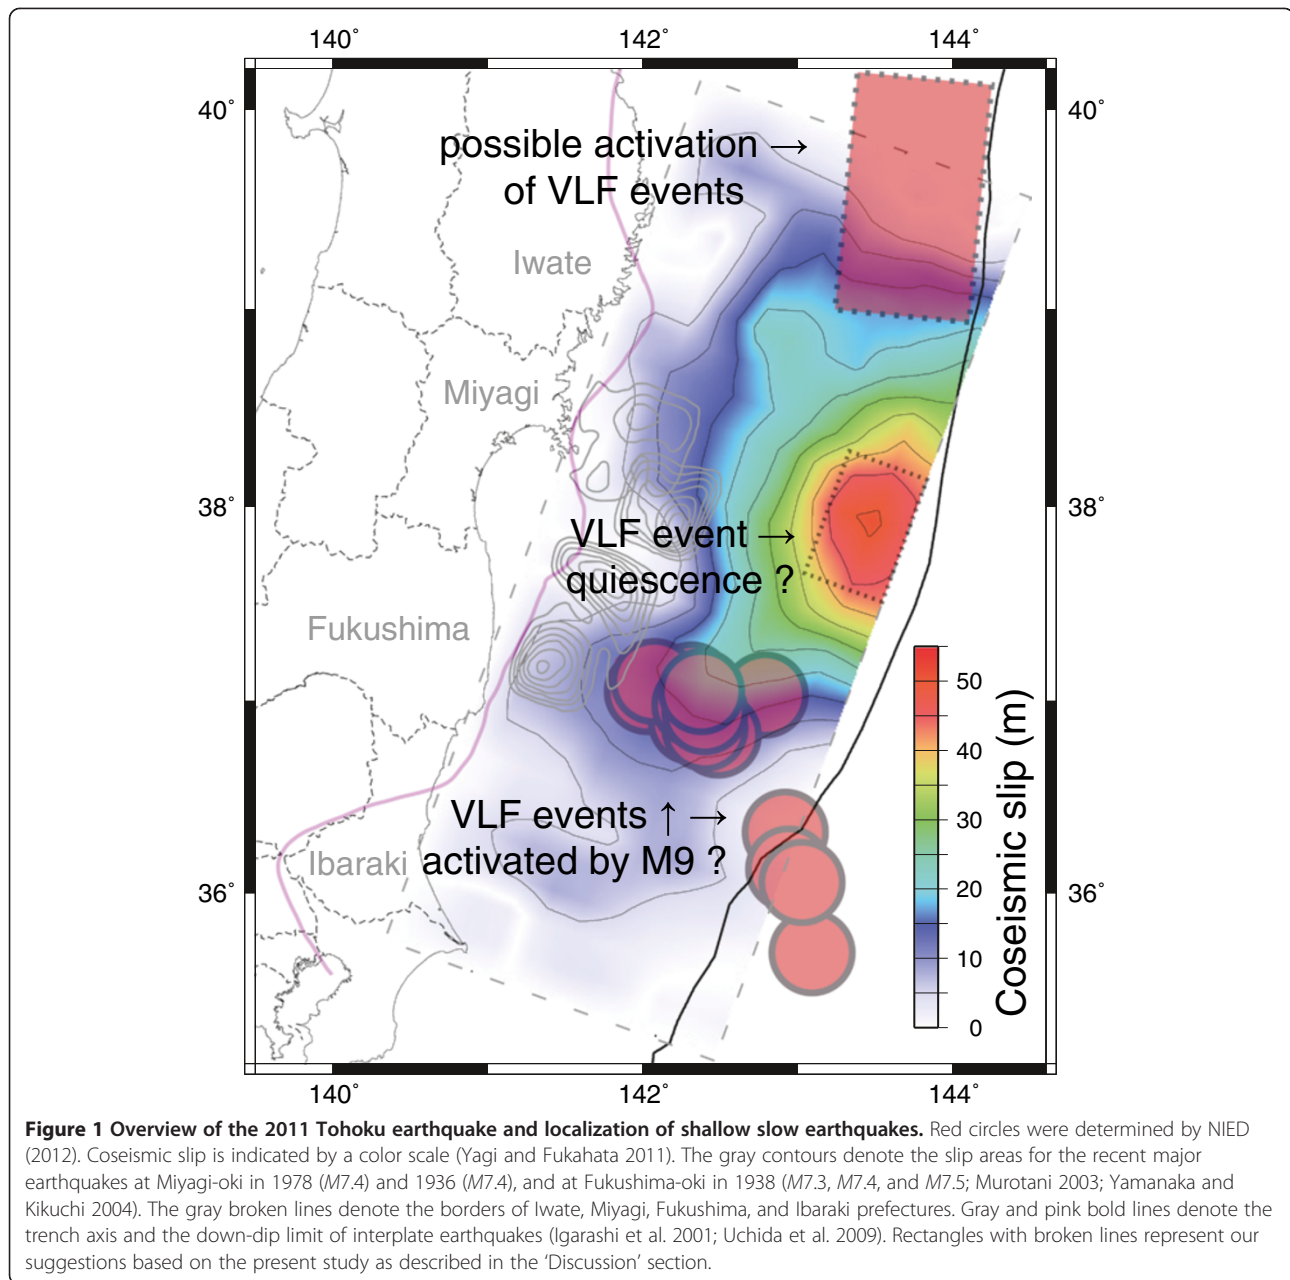 140° 142° 144°
40° 40°
possible activation →
of VLF events
Iwate
Miyagi
38° 38°
VLF event →
quiescence ?
Fukushima
50
40
30
20
10
0
Coseismic slip (m)
VLF events ↑ →
activated by M9 ?
Ibaraki
36° 36°
140° 142° 144°
Figure 1 Overview of the 2011 Tohoku earthquake and localization of shallow slow earthquakes. Red circles were determined by NIED
(2012). Coseismic slip is indicated by a color scale (Yagi and Fukahata 2011). The gray contours denote the slip areas for the recent major
earthquakes at Miyagi-oki in 1978 (M7.4) and 1936 (M7.4), and at Fukushima-oki in 1938 (M7.3, M7.4, and M7.5; Murotani 2003; Yamanaka and
Kikuchi 2004). The gray broken lines denote the borders of Iwate, Miyagi, Fukushima, and Ibaraki prefectures. Gray and pink bold lines denote the
trench axis and the down-dip limit of interplate earthquakes (Igarashi et al. 2001; Uchida et al. 2009). Rectangles with broken lines represent our
suggestions based on the present study as described in the 'Discussion' section.